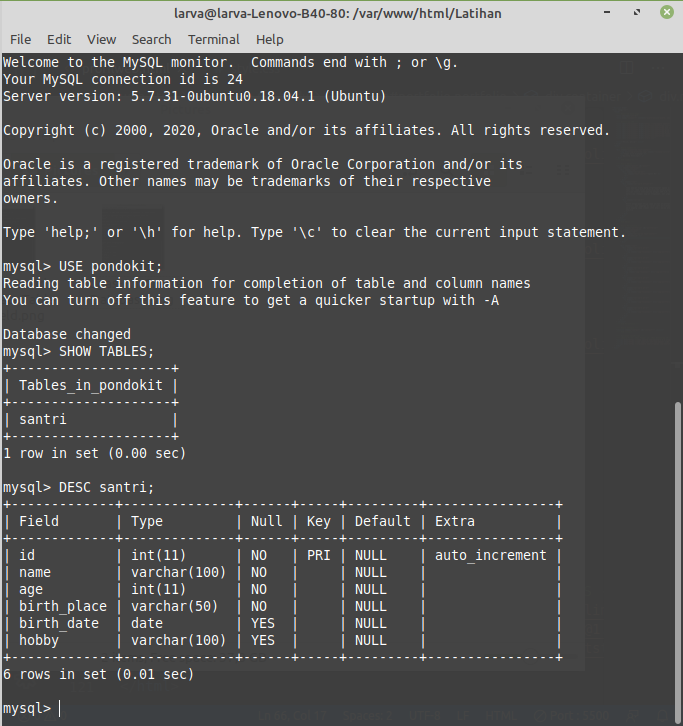 larva@larva-Lenovo-B40-80: /var/www/html/Latihan
File Edit View Search Terminal Help
Welcome to the MySQL monitor.  Commands end with ; or \g.
Your MySQL connection id is 24
Server version: 5.7.31-0ubuntu0.18.04.1 (Ubuntu)

Copyright (c) 2000, 2020, Oracle and/or its affiliates. All rights reserved.

Oracle is a registered trademark of Oracle Corporation and/or its
affiliates. Other names may be trademarks of their respective
owners.

Type 'help;' or '\h' for help. Type '\c' to clear the current input statement.

mysql> USE pondokit;
Reading table information for completion of table and column names
You can turn off this feature to get a quicker startup with -A

Database changed
mysql> SHOW TABLES;
+--------------------+
| Tables_in_pondokit |
+--------------------+
| santri             |
+--------------------+
1 row in set (0.00 sec)

mysql> DESC santri;
+-------------+--------------+------+-----+---------+----------------+
| Field       | Type         | Null | Key | Default | Extra          |
+-------------+--------------+------+-----+---------+----------------+
| id          | int(11)      | NO   | PRI | NULL    | auto_increment |
| name        | varchar(100) | NO   |     | NULL    |                |
| age         | int(11)      | NO   |     | NULL    |                |
| birth_place | varchar(50)  | NO   |     | NULL    |                |
| birth_date  | date         | YES  |     | NULL    |                |
| hobby       | varchar(100) | YES  |     | NULL    |                |
+-------------+--------------+------+-----+---------+----------------+
6 rows in set (0.01 sec)

mysql>